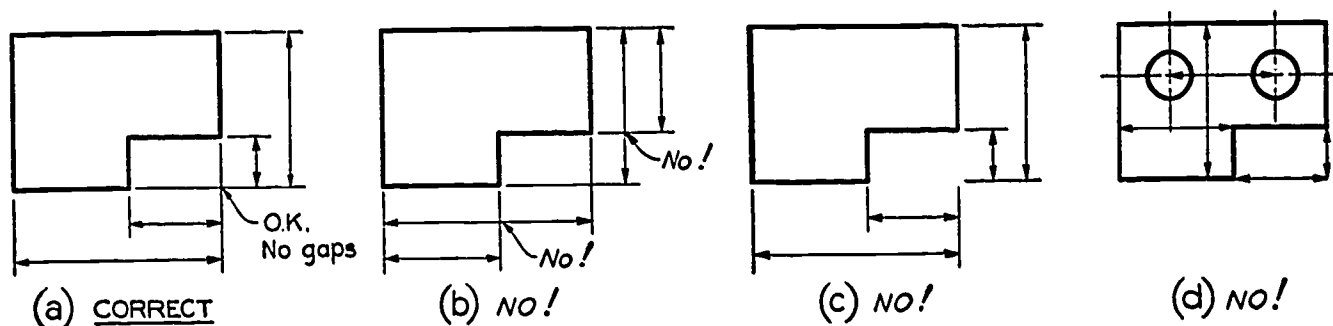 No!
O.K.
No gaps
No!
(a) CORRECT
(b) NO!
(c) NO!
(d) NO!